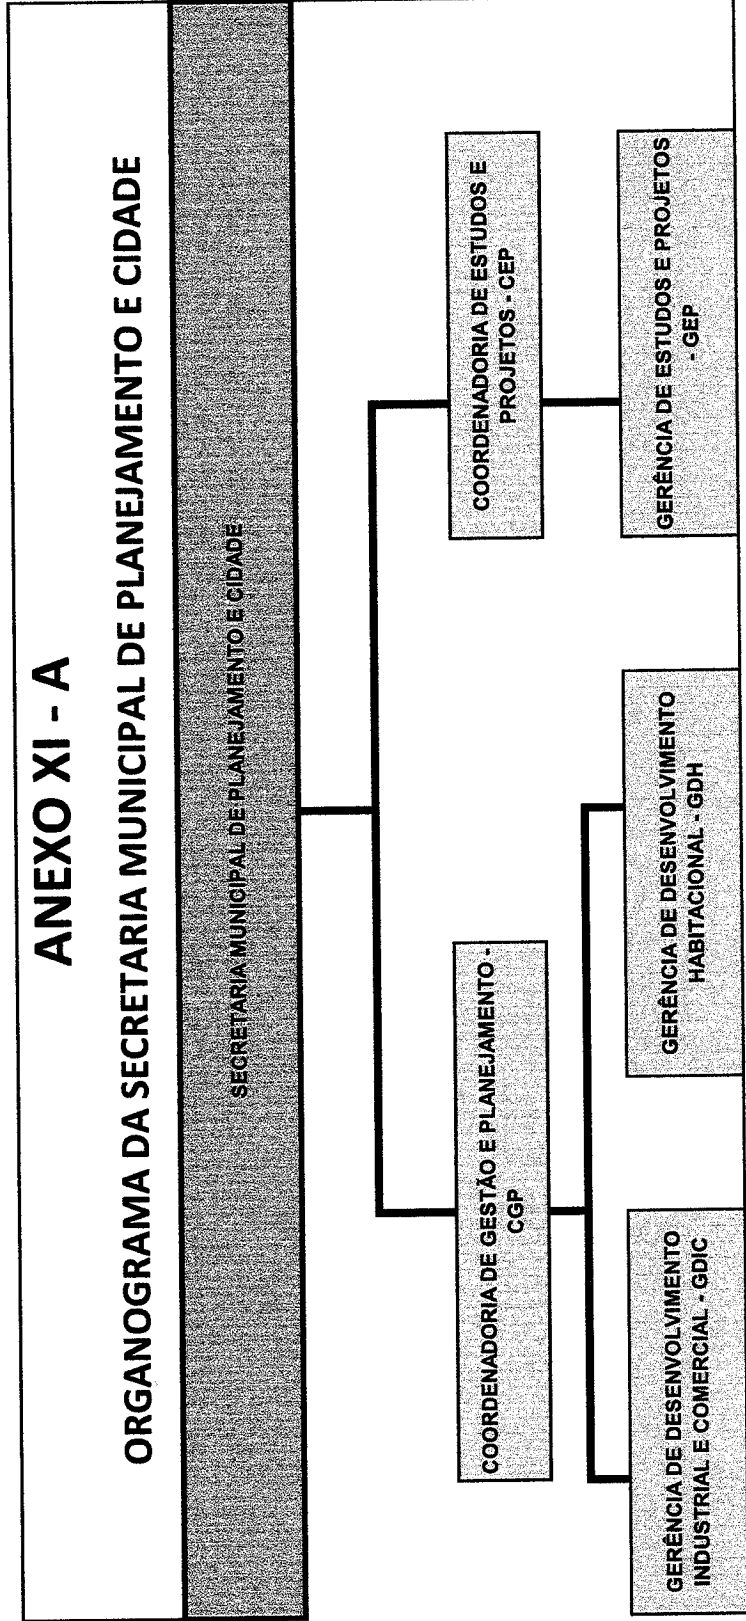 ANEXO XI - A
ORGANOGRAMA DA SECRETARIA MUNICIPAL DE PLANEJAMENTO E CIDADE
SECRETARIA MUNICIPAL DE PLANEJAMENTO E CIDADE
COORDENADORIA DE GESTÃO E PLANEJAMENTO -
CGP
COORDENADORIA DE ESTUDOS E
PROJETOS - CEP
GERÊNCIA DE DESENVOLVIMENTO
INDUSTRIAL E COMERCIAL - GDIC
GERÊNCIA DE DESENVOLVIMENTO
HABITACIONAL - GDH
GERÊNCIA DE ESTUDOS E PROJETOS
- GEP